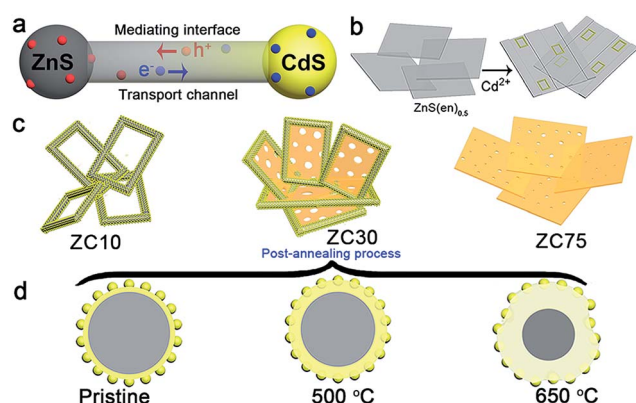 a
Mediating interface
h⁺
ZnS
CdS
e⁻
Transport channel
b
Cd²⁺
ZnS(en)₀.₅
c
ZC10
ZC30
ZC75
Post-annealing process
d
Pristine
500 °C
650 °C